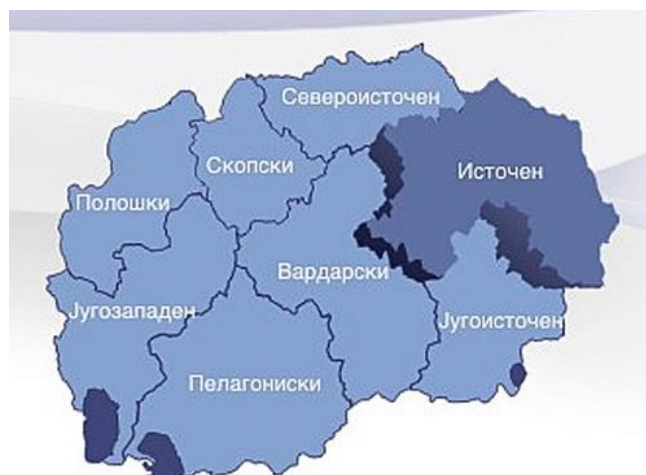 Североисточен
Скопски
Источен
Полошки
Вардарски
Југозападен
Југоисточен
Пелагониски